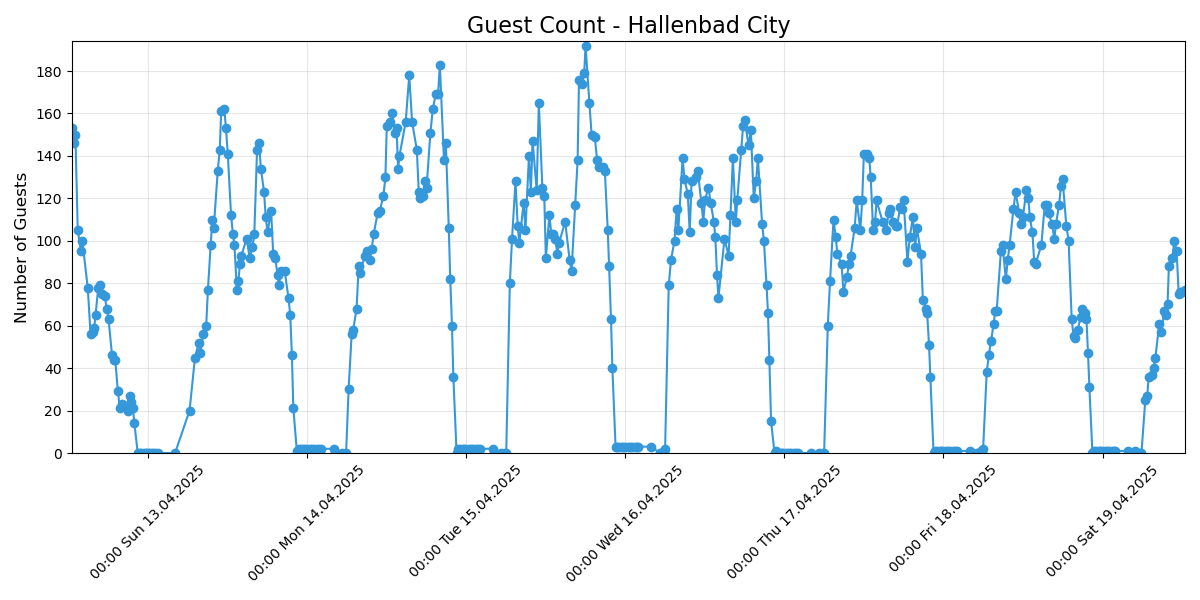 Guest Count - Hallenbad City
Number of Guests
180
160
140
120
100
80
60
40
20
0
00:00 Sun 13.04.2025
00:00 Mon 14.04.2025
00:00 Tue 15.04.2025
00:00 Wed 16.04.2025
00:00 Thu 17.04.2025
00:00 Fri 18.04.2025
00:00 Sat 19.04.2025